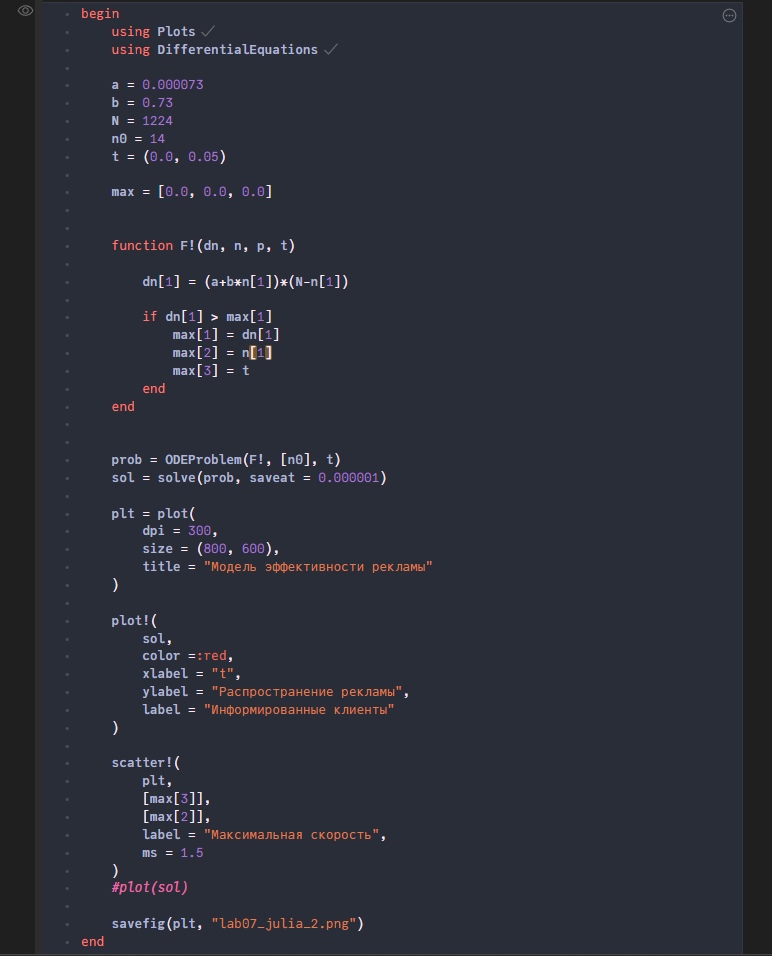 begin
using Plots
using DifferentialEquations
a = 0.000073
b = 0.73
N = 1224
n0 = 14
t = (0.0, 0.05)
max = [0.0, 0.0, 0.0]
function F!(dn, n, p, t)
dn[1] = (a+b*n[1])*(N-n[1])
if dn[1] > max[1]
max[1] = dn[1]
max[2] = n[1]
max[3] = t
end
end
prob = ODEProblem(F!, [n0], t)
sol = solve(prob, saveat = 0.000001)
plt = plot(
dpi = 300,
size = (800, 600),
title = "Модель эффективности рекламы"
)
plot!(
sol,
color =:red,
xlabel = "t",
ylabel = "Распространение рекламы",
label = "Информированные клиенты"
)
scatter!(
plt,
[max[3]],
[max[2]],
label = "Максимальная скорость",
ms = 1.5
)
#plot(sol)
savefig(plt, "lab07_julia_2.png")
end